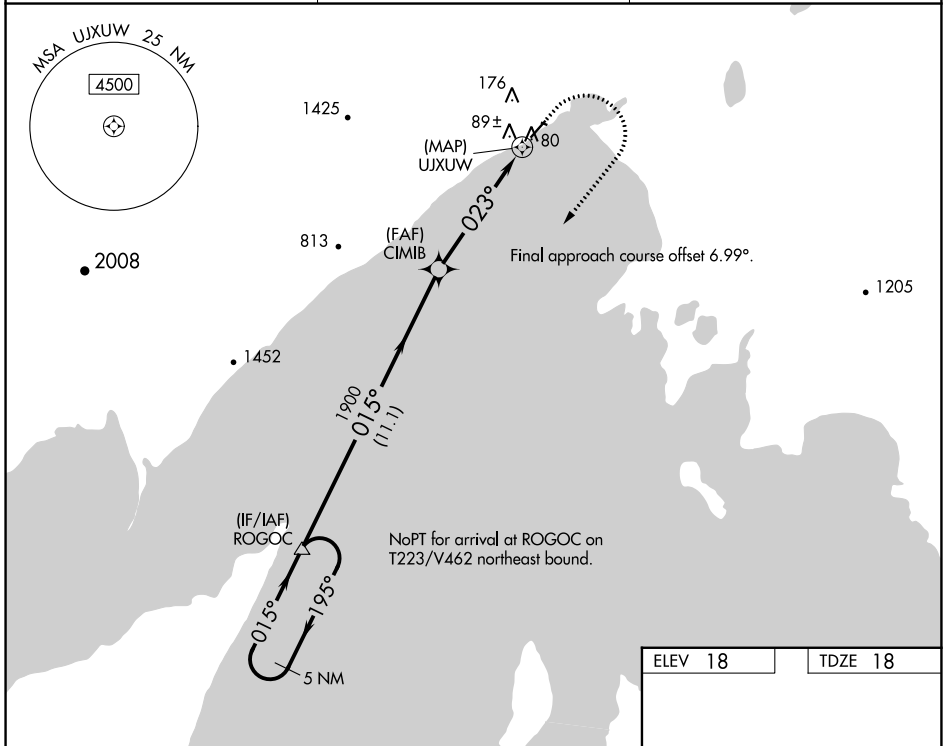 MSA UJXUW 25 NM
4500
1425
176
89±
80
(MAP)
UJXUW
023°
(FAF)
CIMIB
813
2008
Final approach course offset 6.99°.
1205
1452
1900
015°
(11.1)
(IF/IAF)
ROGOC
NoPT for arrival at ROGOC on
T223/V462 northeast bound.
015°
195°
5 NM
ELEV 18
TDZE 18